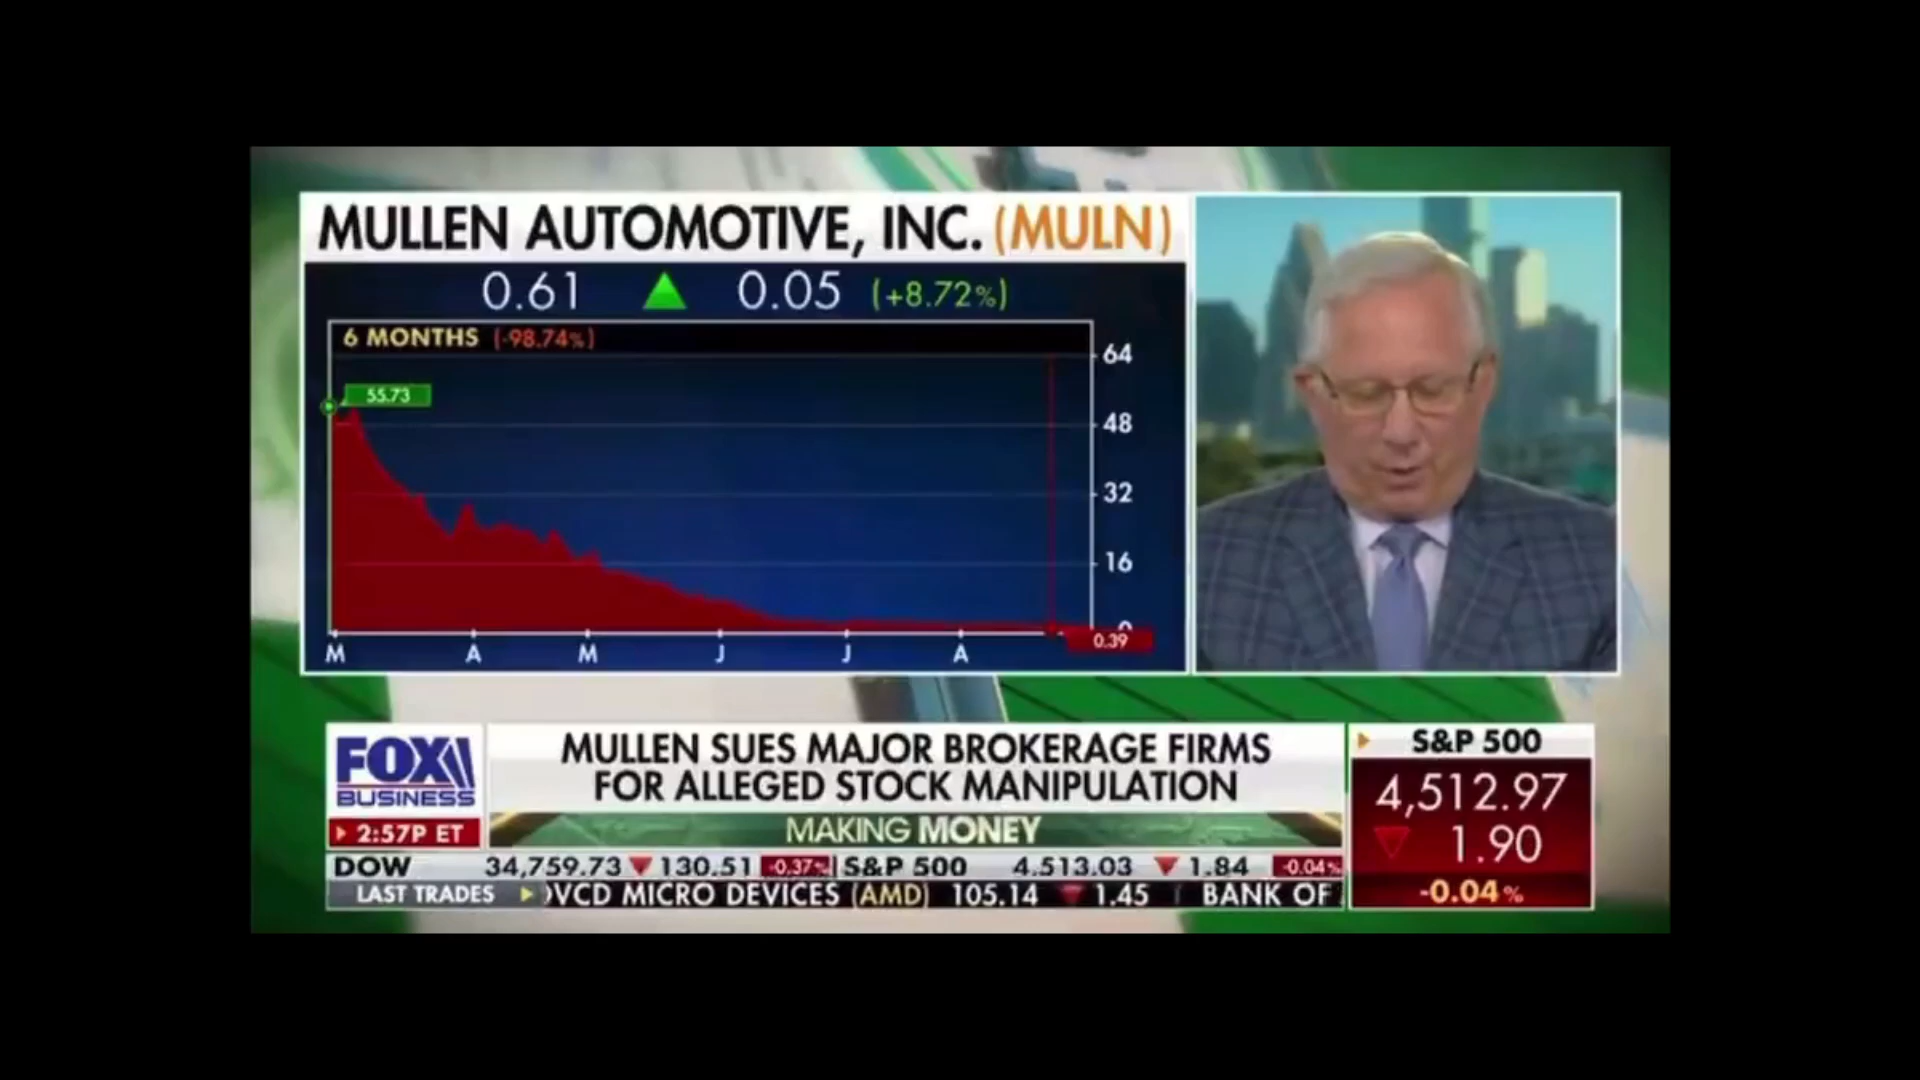 MULLEN AUTOMOTIVE, INC. (MULN)
0.61 ▲ 0.05 (+8.72%)
6 MONTHS (-98.74%)
55.73
64
48
32
16
0
0.39
M A M J J A
FOX
BUSINESS
2:57P ET
MULLEN SUES MAJOR BROKERAGE FIRMS
FOR ALLEGED STOCK MANIPULATION
MAKING MONEY
S&P 500
4,512.97
▼ 1.90
-0.04%
DOW 34,759.73 ▼ 130.51 -0.37% S&P 500 4,513.03 ▼ 1.84 -0.04%
LAST TRADES VCD MICRO DEVICES (AMD) 105.14 ▼ 1.45 BANK OF